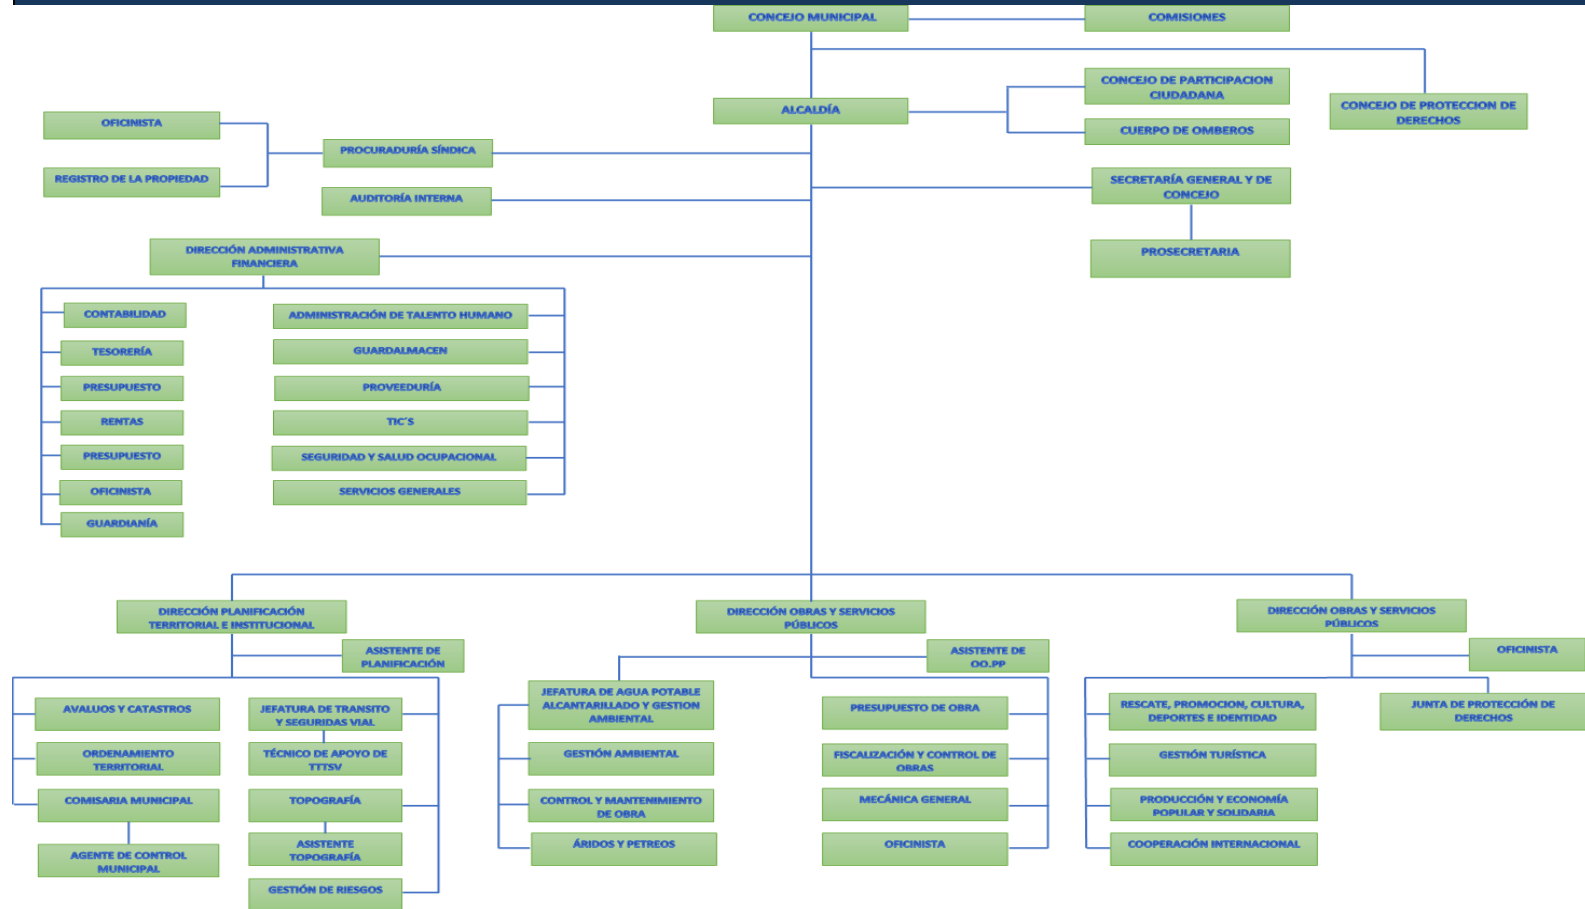 CONCEJO MUNICIPAL
COMISIONES
CONCEJO DE PARTICIPACION
CIUDADANA
ALCALDÍA
CONCEJO DE PROTECCION DE
DERECHOS
CUERPO DE OMBEROS
OFICINISTA
PROCURADURÍA SÍNDICA
REGISTRO DE LA PROPIEDAD
AUDITORÍA INTERNA
SECRETARÍA GENERAL Y DE
CONCEJO
PROSECRETARIA
DIRECCIÓN ADMINISTRATIVA
FINANCIERA
CONTABILIDAD
TESORERÍA
PRESUPUESTO
RENTAS
PRESUPUESTO
OFICINISTA
GUARDIANÍA
ADMINISTRACIÓN DE TALENTO HUMANO
GUARDALMACEN
PROVEEDURÍA
TIC´S
SEGURIDAD Y SALUD OCUPACIONAL
SERVICIOS GENERALES
DIRECCIÓN PLANIFICACIÓN
TERRITORIAL E INSTITUCIONAL
ASISTENTE DE
PLANIFICACIÓN
AVALUOS Y CATASTROS
ORDENAMIENTO
TERRITORIAL
COMISARIA MUNICIPAL
AGENTE DE CONTROL
MUNICIPAL
JEFATURA DE TRANSITO
Y SEGURIDAS VIAL
TÉCNICO DE APOYO DE
TTTSV
TOPOGRAFÍA
ASISTENTE
TOPOGRAFÍA
GESTIÓN DE RIESGOS
DIRECCIÓN OBRAS Y SERVICIOS
PÚBLICOS
ASISTENTE DE
OO.PP
JEFATURA DE AGUA POTABLE
ALCANTARILLADO Y GESTION
AMBIENTAL
GESTIÓN AMBIENTAL
CONTROL Y MANTENIMIENTO
DE OBRA
ÁRIDOS Y PETREOS
PRESUPUESTO DE OBRA
FISCALIZACIÓN Y CONTROL DE
OBRAS
MECÁNICA GENERAL
OFICINISTA
DIRECCIÓN OBRAS Y SERVICIOS
PÚBLICOS
OFICINISTA
RESCATE, PROMOCION, CULTURA,
DEPORTES E IDENTIDAD
GESTIÓN TURÍSTICA
PRODUCCIÓN Y ECONOMÍA
POPULAR Y SOLIDARIA
COOPERACIÓN INTERNACIONAL
JUNTA DE PROTECCIÓN DE
DERECHOS